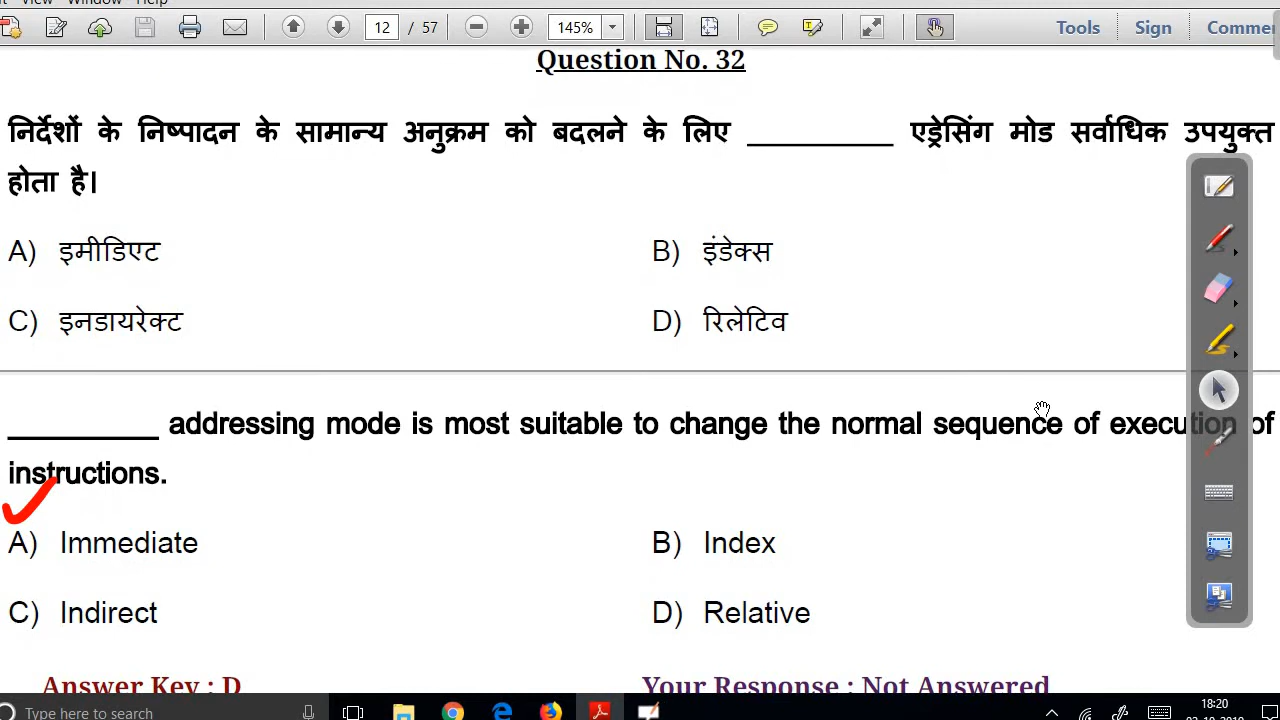 12 / 57
145%
Tools Sign Commer
Question No. 32
निर्देशों के निष्पादन के सामान्य अनुक्रम को बदलने के लिए __________ एड्रेसिंग मोड सर्वाधिक उपयुक्त
होता है।
A) इमीडिएट B) इंडेक्स
C) इनडायरेक्ट D) रिलेटिव
__________ addressing mode is most suitable to change the normal sequence of execution of
instructions.
A) Immediate B) Index
C) Indirect D) Relative
Answer Key : D Your Response : Not Answered
Type here to search 18:20